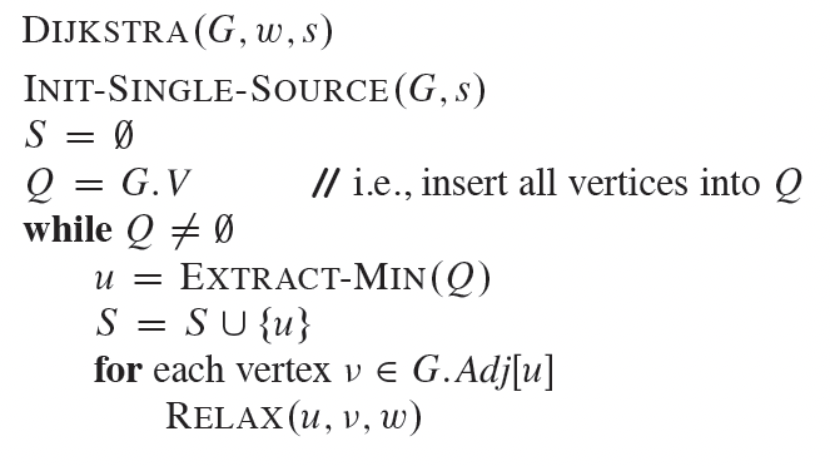 DIJKSTRA(G, w, s)
INIT-SINGLE-SOURCE(G, s)
S = ∅
Q = G.V // i.e., insert all vertices into Q
while Q ≠ ∅
u = EXTRACT-MIN(Q)
S = S ∪ {u}
for each vertex v ∈ G.Adj[u]
RELAX(u, v, w)